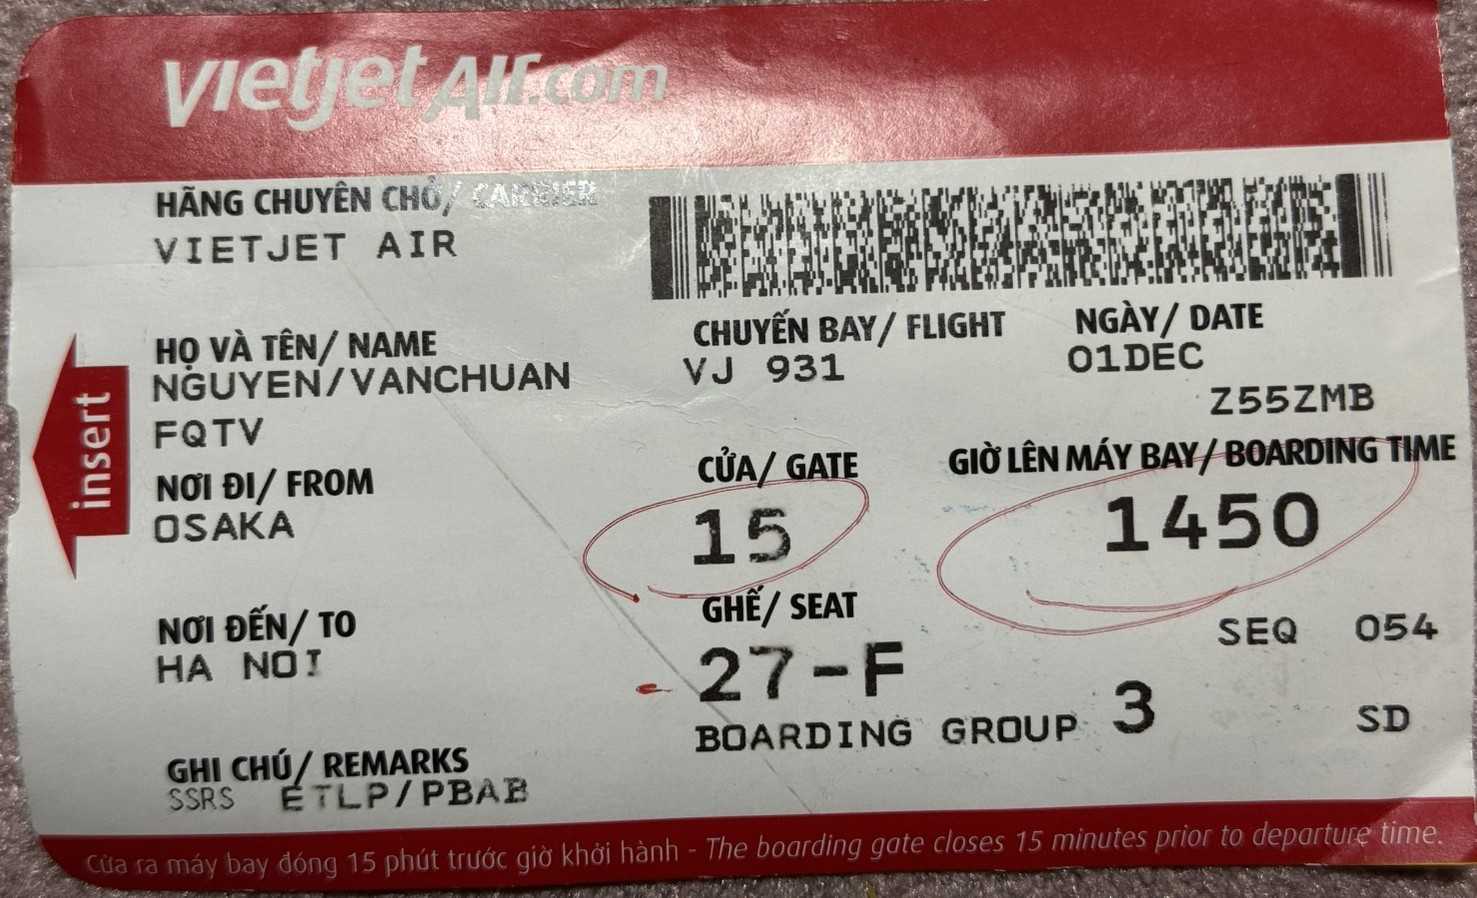 vietjetAir.com
HÃNG CHUYÊN CHỞ/ CARRIER
VIETJET AIR
HỌ VÀ TÊN/ NAME
NGUYEN/VANCHUAN
FQTV
CHUYẾN BAY/ FLIGHT
VJ 931
NGÀY/ DATE
01DEC
Z55ZMB
insert
NƠI ĐI/ FROM
OSAKA
CỬA/ GATE
15
GIỜ LÊN MÁY BAY/ BOARDING TIME
1450
NƠI ĐẾN/ TO
HA NOI
GHẾ/ SEAT
27-F
SEQ 054
BOARDING GROUP 3
SD
GHI CHÚ/ REMARKS
SSRS ETLP/PBAB
Cửa ra máy bay đóng 15 phút trước giờ khởi hành - The boarding gate closes 15 minutes prior to departure time.